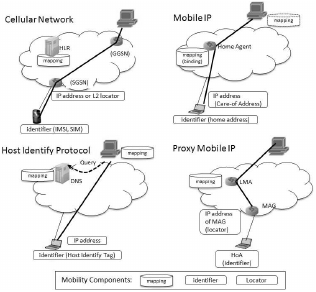 Cellular Network
HLR
mapping
(GGSN)
(SGSN)
IP address or L2 locator
Identifier (IMSI, SIM)
Mobile IP
mapping
Home Agent
mapping
(binding)
IP address
(Care-of Address)
Identifier (home address)
Host Identify Protocol
mapping
Query
mapping
DNS
IP address
Identifier (Host Identify Tag)
Proxy Mobile IP
mapping
LMA
MAG
IP address
of MAG
(locator)
HoA
(identifier)
Mobility Components:
mapping
Identifier
Locator